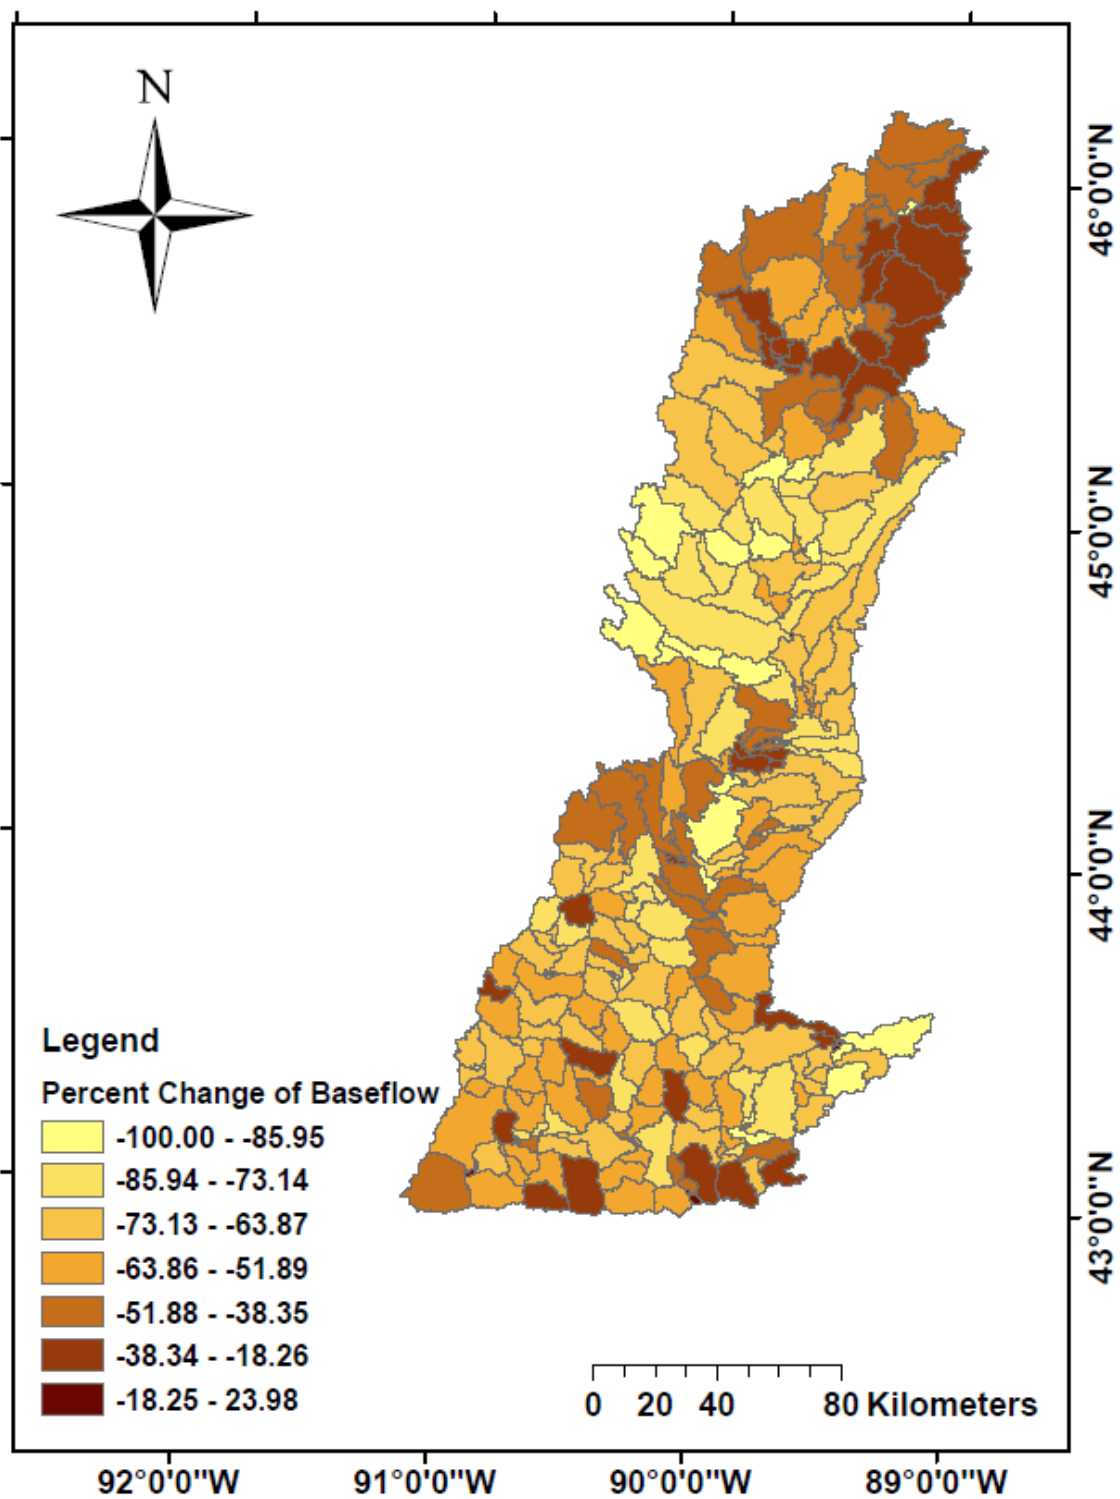 N
46°0'0"N
45°0'0"N
44°0'0"N
43°0'0"N
Legend
Percent Change of Baseflow
-100.00 - -85.95
-85.94 - -73.14
-73.13 - -63.87
-63.86 - -51.89
-51.88 - -38.35
-38.34 - -18.26
-18.25 - 23.98
0 20 40 80 Kilometers
92°0'0"W 91°0'0"W 90°0'0"W 89°0'0"W